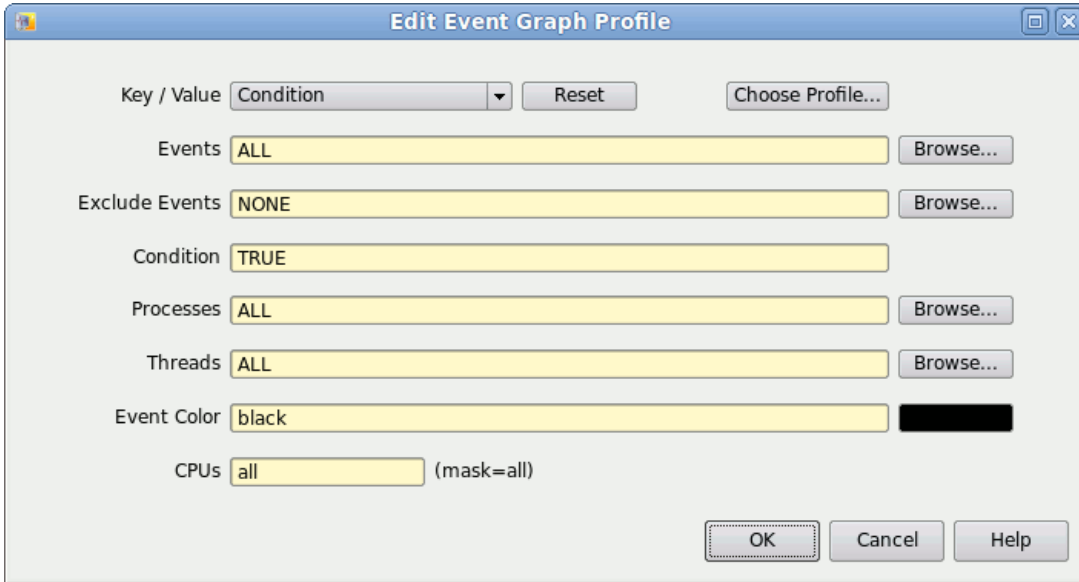 Edit Event Graph Profile
Key / Value Condition Reset Choose Profile...
Events ALL Browse...
Exclude Events NONE Browse...
Condition TRUE
Processes ALL Browse...
Threads ALL Browse...
Event Color black
CPUs all (mask=all)
OK Cancel Help